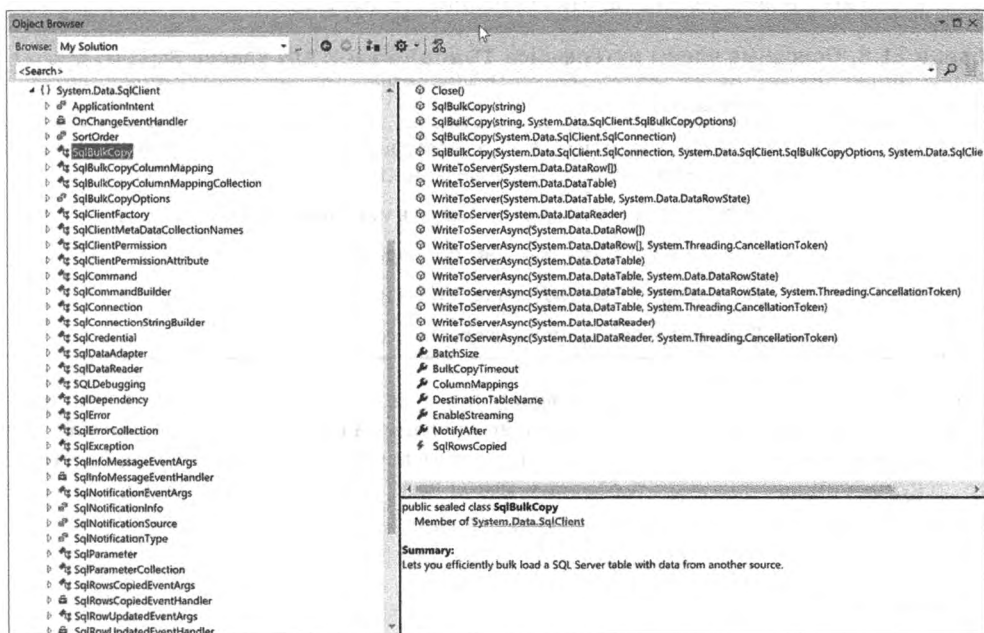 Object Browser
Browse: My Solution
<Search>
{} System.Data.SqlClient
ApplicationIntent
OnChangeEventHandler
SortOrder
SqlBulkCopy
SqlBulkCopyColumnMapping
SqlBulkCopyColumnMappingCollection
SqlBulkCopyOptions
SqlClientFactory
SqlClientMetaDataCollectionNames
SqlClientPermission
SqlClientPermissionAttribute
SqlCommand
SqlCommandBuilder
SqlConnection
SqlConnectionStringBuilder
SqlCredential
SqlDataAdapter
SqlDataReader
SQLDebugging
SqlDependency
SqlError
SqlErrorCollection
SqlException
SqlInfoMessageEventArgs
SqlInfoMessageEventHandler
SqlNotificationEventArgs
SqlNotificationInfo
SqlNotificationSource
SqlNotificationType
SqlParameter
SqlParameterCollection
SqlRowsCopiedEventArgs
SqlRowsCopiedEventHandler
SqlRowUpdatedEventArgs
SqlRowUpdatedEventHandler
Close()
SqlBulkCopy(string)
SqlBulkCopy(string, System.Data.SqlClient.SqlBulkCopyOptions)
SqlBulkCopy(System.Data.SqlClient.SqlConnection)
SqlBulkCopy(System.Data.SqlClient.SqlConnection, System.Data.SqlClient.SqlBulkCopyOptions, System.Data.SqlClie
WriteToServer(System.Data.DataRow[])
WriteToServer(System.Data.DataTable)
WriteToServer(System.Data.DataTable, System.Data.DataRowState)
WriteToServer(System.Data.IDataReader)
WriteToServerAsync(System.Data.DataRow[])
WriteToServerAsync(System.Data.DataRow[], System.Threading.CancellationToken)
WriteToServerAsync(System.Data.DataTable)
WriteToServerAsync(System.Data.DataTable, System.Data.DataRowState)
WriteToServerAsync(System.Data.DataTable, System.Data.DataRowState, System.Threading.CancellationToken)
WriteToServerAsync(System.Data.DataTable, System.Threading.CancellationToken)
WriteToServerAsync(System.Data.IDataReader)
WriteToServerAsync(System.Data.IDataReader, System.Threading.CancellationToken)
BatchSize
BulkCopyTimeout
ColumnMappings
DestinationTableName
EnableStreaming
NotifyAfter
SqlRowsCopied
public sealed class SqlBulkCopy
Member of System.Data.SqlClient
Summary:
Lets you efficiently bulk load a SQL Server table with data from another source.